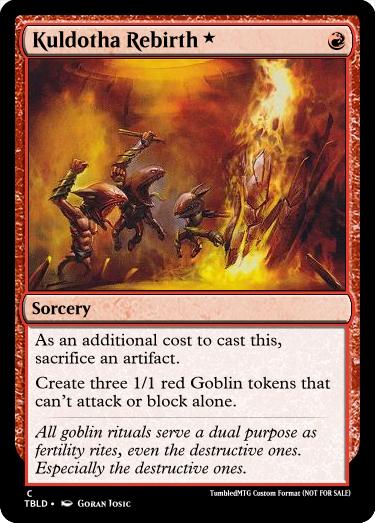 Kuldotha Rebirth ★
Sorcery
As an additional cost to cast this,
sacrifice an artifact.
Create three 1/1 red Goblin tokens that
can't attack or block alone.
All goblin rituals serve a dual purpose as
fertility rites, even the destructive ones.
Especially the destructive ones.
C
TBLD • Goran Josic
TumbledMTG Custom Format (NOT FOR SALE)